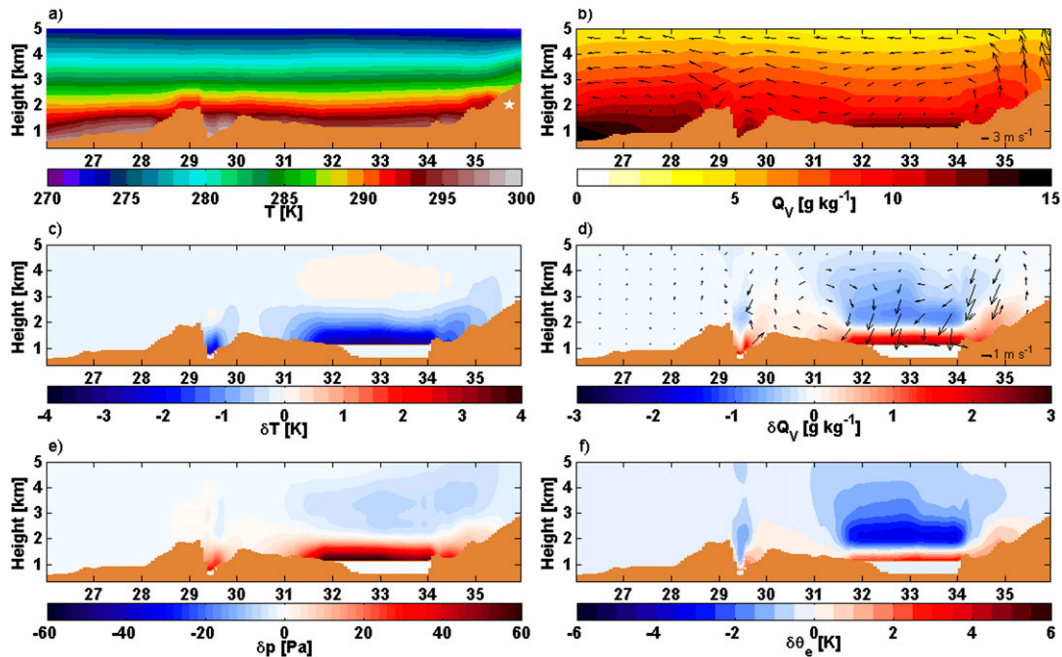 a)
b)
Height [km]
5
4
3
2
1
27 28 29 30 31 32 33 34 35
270 275 280 285 290 295 300
T [K]
Height [km]
5
4
3
2
1
3 m s⁻¹
27 28 29 30 31 32 33 34 35
0 5 10 15
Q_V [g kg⁻¹]
c)
d)
Height [km]
5
4
3
2
1
27 28 29 30 31 32 33 34 35
-4 -3 -2 -1 0 1 2 3 4
δT [K]
Height [km]
5
4
3
2
1
1 m s⁻¹
27 28 29 30 31 32 33 34 35
-3 -2 -1 0 1 2 3
δQ_V [g kg⁻¹]
e)
f)
Height [km]
5
4
3
2
1
27 28 29 30 31 32 33 34 35
-60 -40 -20 0 20 40 60
δp [Pa]
Height [km]
5
4
3
2
1
27 28 29 30 31 32 33 34 35
-6 -4 -2 0 2 4 6
δθ_e [K]